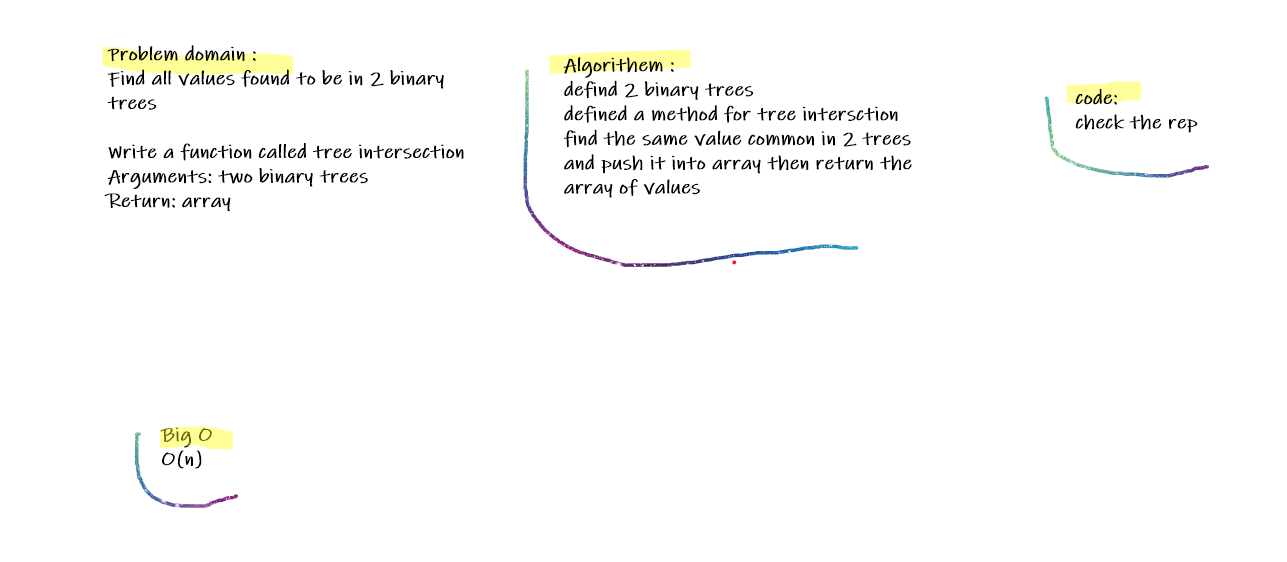 Problem domain :
Find all values found to be in 2 binary
trees
Write a function called tree intersection
Arguments: two binary trees
Return: array
Algorithem :
defind 2 binary trees
defined a method for tree intersction
find the same value common in 2 trees
and push it into array then return the
array of values
code:
check the rep
Big O
O(n)